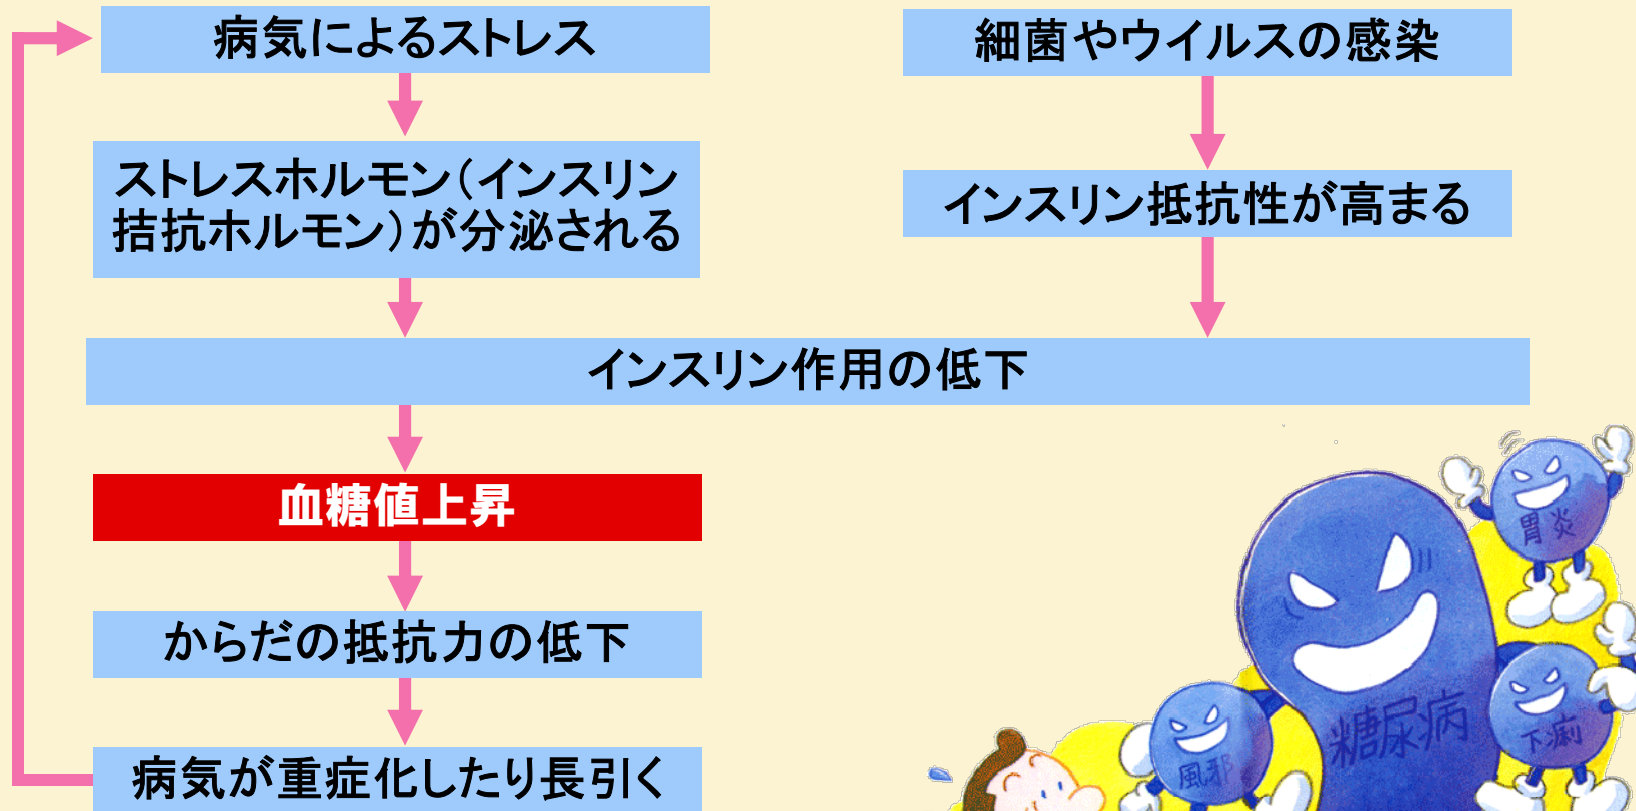 病気によるストレス
細菌やウイルスの感染
ストレスホルモン（インスリン
拮抗ホルモン）が分泌される
インスリン抵抗性が高まる
インスリン作用の低下
血糖値上昇
からだの抵抗力の低下
病気が重症化したり長引く
胃炎
糖尿病
下痢
風邪